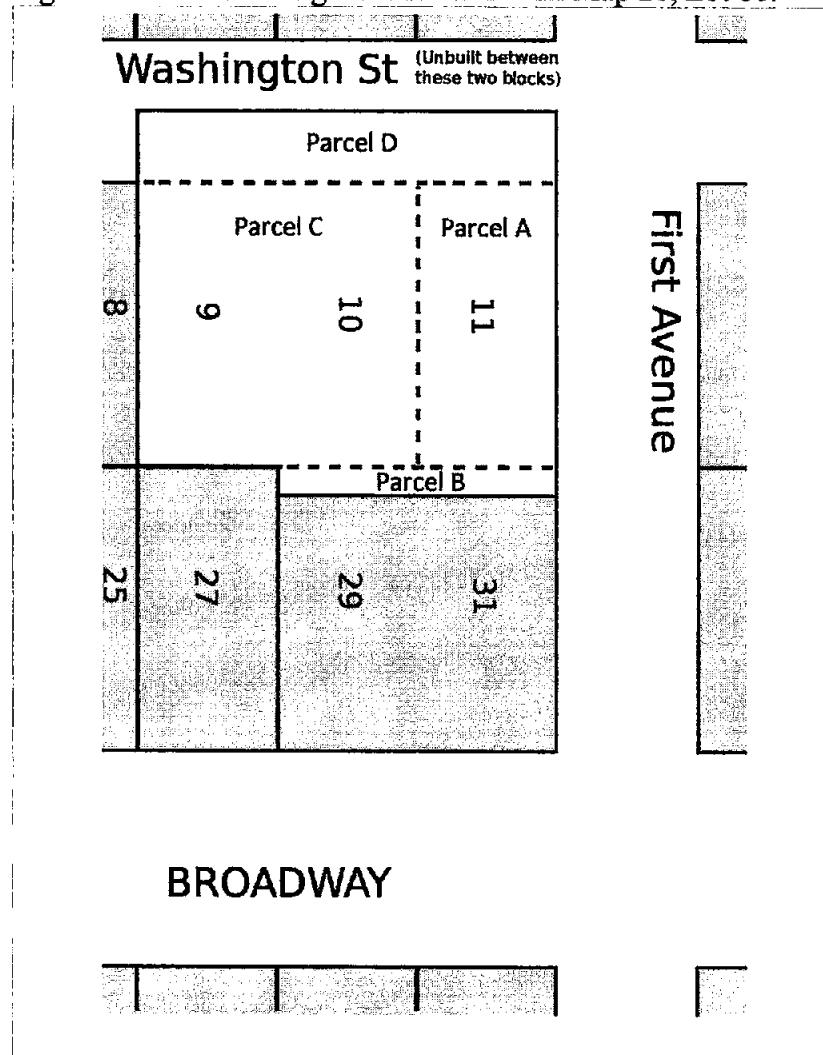 Washington St (Unbuilt between
these two blocks)
Parcel D
Parcel C
Parcel A
8
9
10
11
First Avenue
Parcel B
25
27
29
31
BROADWAY